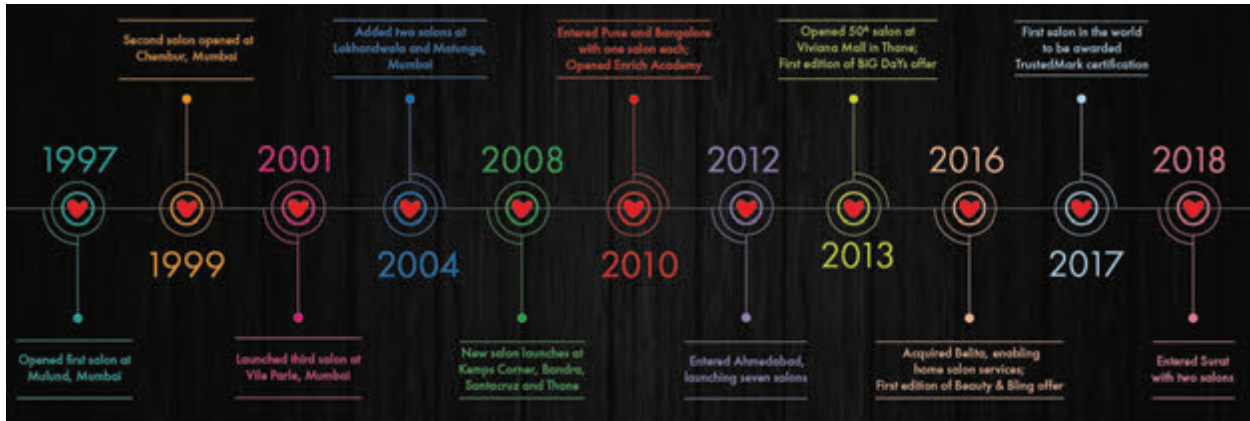 1997
Opened first salon at
Mulund, Mumbai
Second salon opened at
Chembur, Mumbai
1999
2001
Launched third salon at
Vile Parle, Mumbai
Added two salons at
Lokhandwala and Matunga,
Mumbai
2004
2008
New salon launches at
Kemps Corner, Bandra,
Santacruz and Thane
Entered Pune and Bangalore
with one salon each;
Opened Enrich Academy
2010
2012
Entered Ahmedabad,
launching seven salons
Opened 50th salon at
Viviana Mall in Thane;
First edition of BiG DaYs offer
2013
2016
Acquired Belita, enabling
home salon services;
First edition of Beauty & Bling offer
First salon in the world
to be awarded
TrustedMark certification
2017
2018
Entered Surat
with two salons